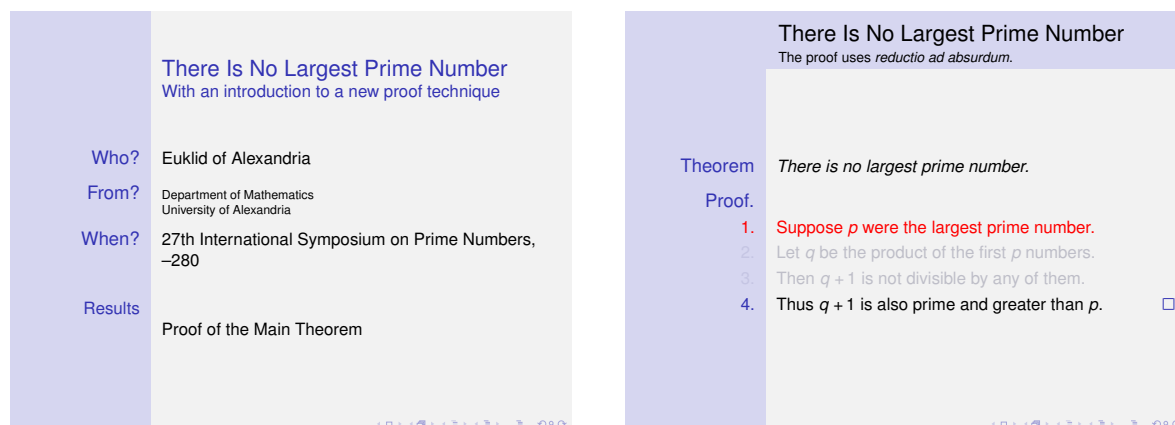 There Is No Largest Prime Number
With an introduction to a new proof technique
Who? Euklid of Alexandria
From? Department of Mathematics
University of Alexandria
When? 27th International Symposium on Prime Numbers,
–280
Results
Proof of the Main Theorem
There Is No Largest Prime Number
The proof uses reductio ad absurdum.
Theorem There is no largest prime number.
Proof.
1. Suppose p were the largest prime number.
2. Let q be the product of the first p numbers.
3. Then q + 1 is not divisible by any of them.
4. Thus q + 1 is also prime and greater than p.